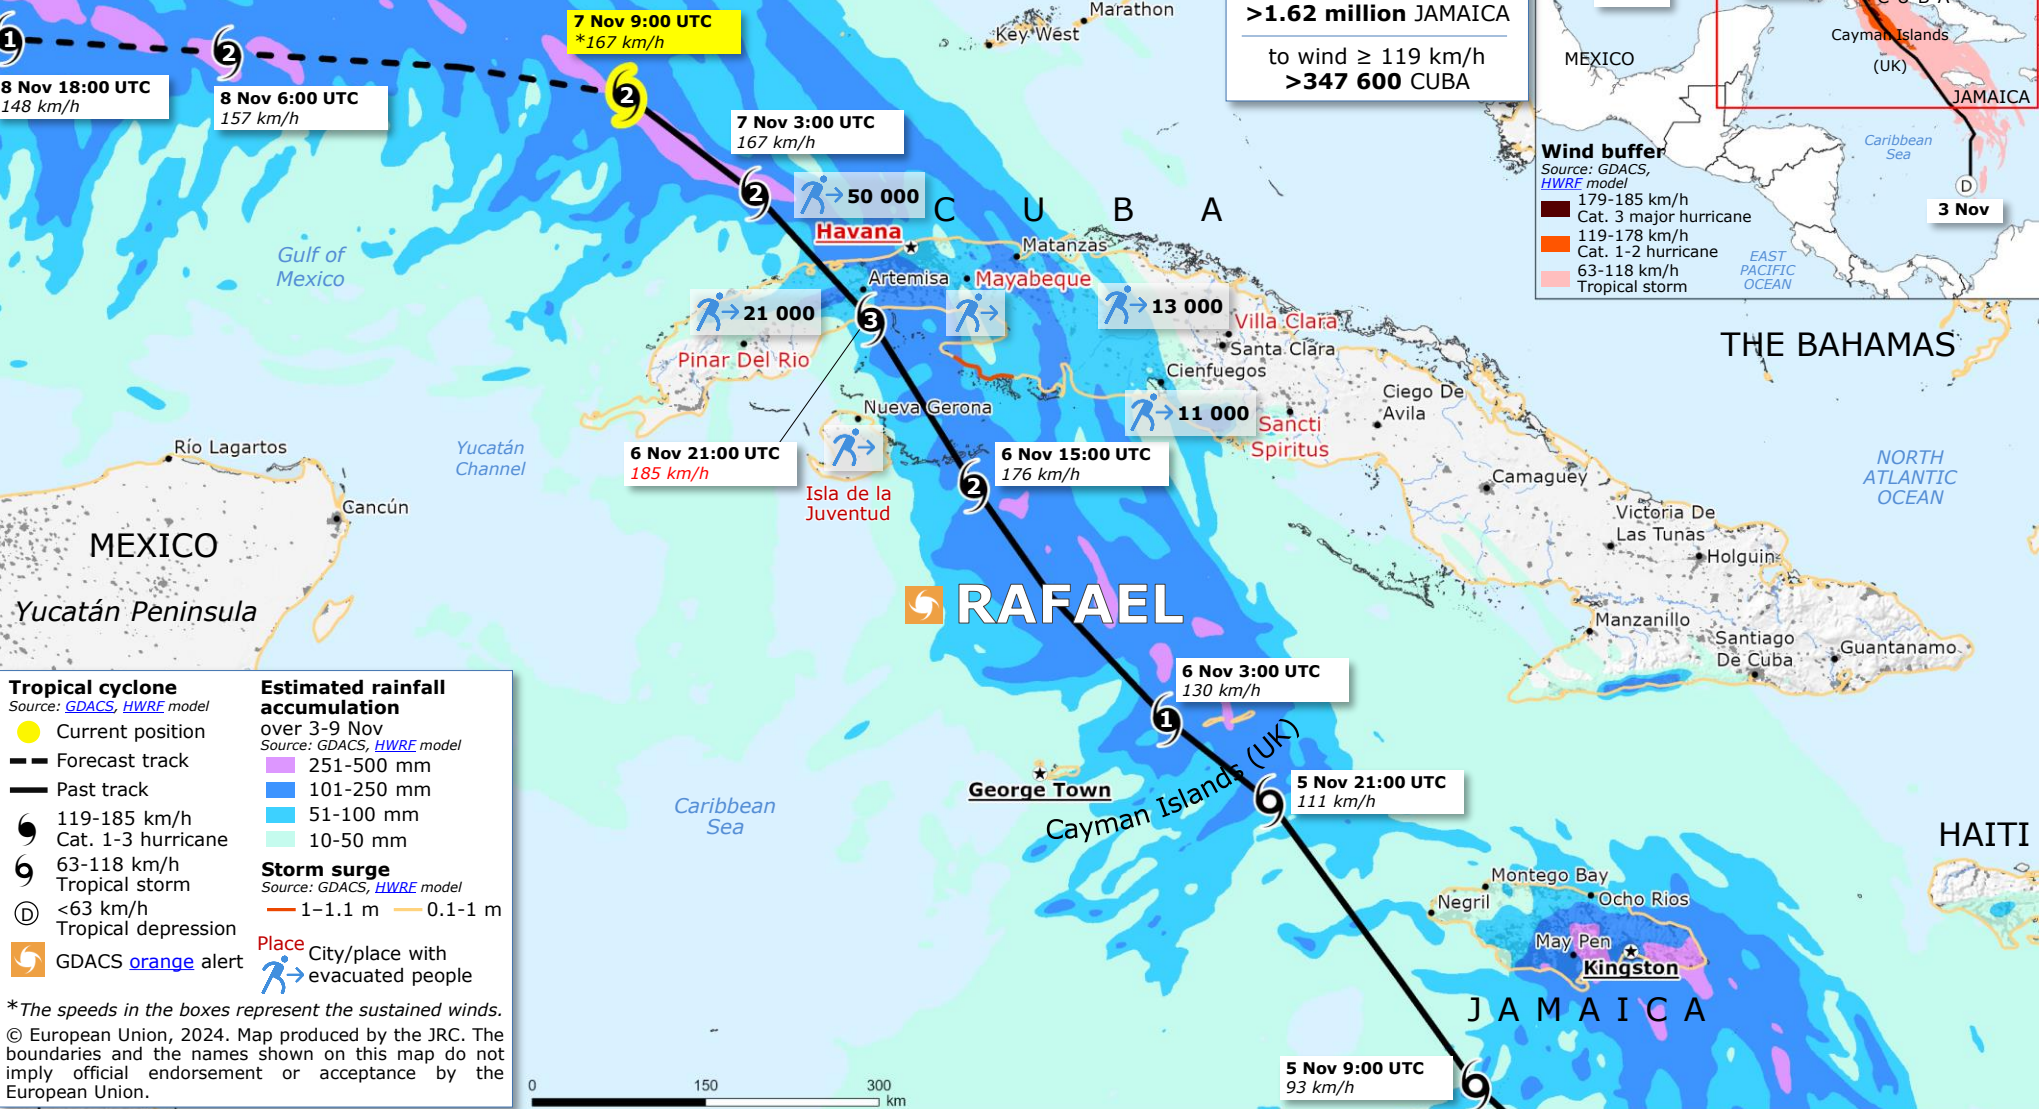 Marathon
Key West
7 Nov 9:00 UTC
*167 km/h
8 Nov 18:00 UTC
148 km/h
8 Nov 6:00 UTC
157 km/h
1
2
2
7 Nov 3:00 UTC
167 km/h
2
>1.62 million JAMAICA
to wind ≥ 119 km/h
>347 600 CUBA
CUBA
Cayman Islands
(UK)
MEXICO
JAMAICA
Caribbean
Sea
D
3 Nov
EAST
PACIFIC
OCEAN
Wind buffer
Source: GDACS,
HWRF model
179-185 km/h
Cat. 3 major hurricane
119-178 km/h
Cat. 1-2 hurricane
63-118 km/h
Tropical storm
50 000
C U B A
Havana
Matanzas
Artemisa
Mayabeque
Gulf of
Mexico
21 000
3
13 000
Villa Clara
Santa Clara
Pinar Del Rio
Cienfuegos
THE BAHAMAS
Ciego De
Avila
Nueva Gerona
11 000
Sancti
Spiritus
6 Nov 21:00 UTC
185 km/h
6 Nov 15:00 UTC
176 km/h
2
Isla de la
Juventud
Río Lagartos
Yucatán
Channel
Cancún
Camaguey
NORTH
ATLANTIC
OCEAN
Victoria De
Las Tunas
Holguin
MEXICO
Yucatán Peninsula
RAFAEL
Manzanillo
Santiago
De Cuba
Guantanamo
6 Nov 3:00 UTC
130 km/h
1
George Town
Cayman Islands (UK)
5 Nov 21:00 UTC
111 km/h
Caribbean
Sea
HAITI
Montego Bay
Negril
Ocho Rios
May Pen
Kingston
JAMAICA
5 Nov 9:00 UTC
93 km/h
Tropical cyclone
Source: GDACS, HWRF model
Current position
Forecast track
Past track
119-185 km/h
Cat. 1-3 hurricane
63-118 km/h
Tropical storm
D
<63 km/h
Tropical depression
GDACS orange alert
Estimated rainfall
accumulation
over 3-9 Nov
Source: GDACS, HWRF model
251-500 mm
101-250 mm
51-100 mm
10-50 mm
Storm surge
Source: GDACS, HWRF model
1–1.1 m
0.1-1 m
Place
City/place with
evacuated people
*The speeds in the boxes represent the sustained winds.
© European Union, 2024. Map produced by the JRC. The
boundaries and the names shown on this map do not
imply official endorsement or acceptance by the
European Union.
0 150 300
km